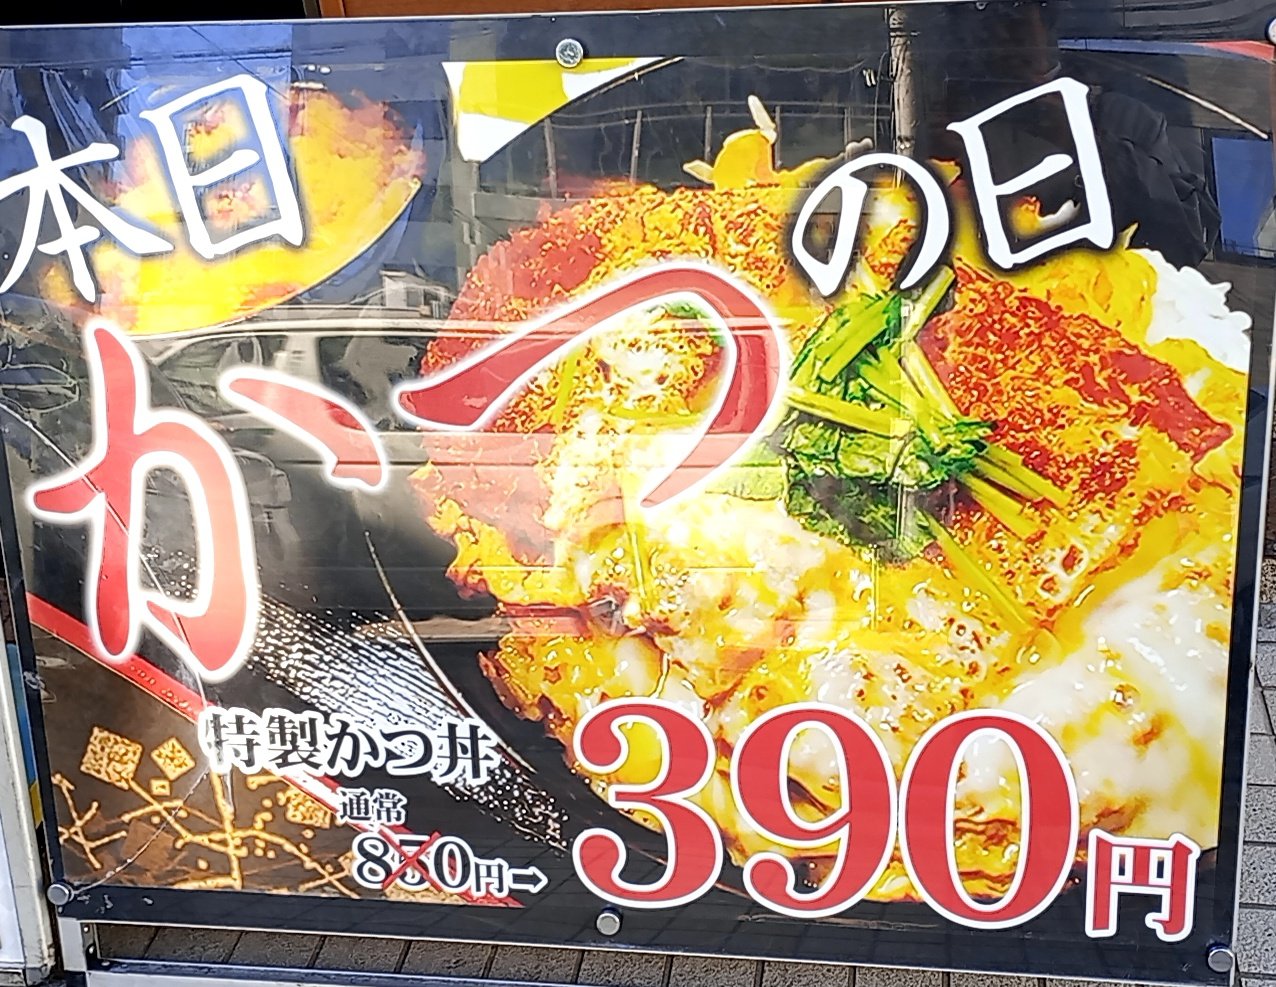 本日
かつ
の日
特製かつ丼
通常
850円→
390円